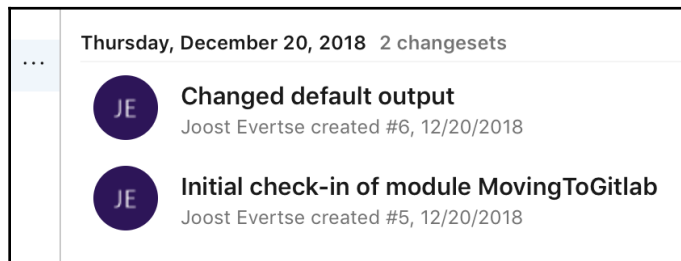 Thursday, December 20, 2018 2 changesets
...
JE
Changed default output
Joost Evertse created #6, 12/20/2018
JE
Initial check-in of module MovingToGitlab
Joost Evertse created #5, 12/20/2018